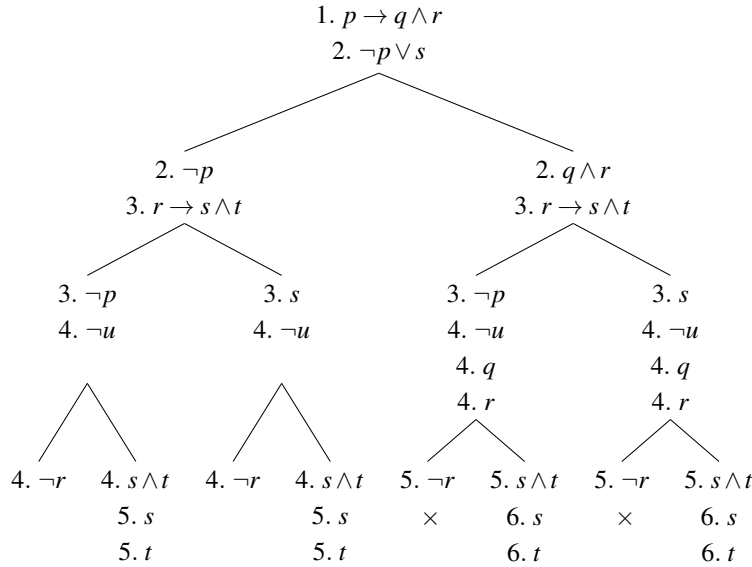 1. p → q ∧ r
2. ¬p ∨ s
2. ¬p 2. q ∧ r
3. r → s ∧ t 3. r → s ∧ t
3. ¬p 3. s 3. ¬p 3. s
4. ¬u 4. ¬u 4. ¬u 4. ¬u
4. q 4. q
4. r 4. r
4. ¬r 4. s ∧ t 4. ¬r 4. s ∧ t 5. ¬r 5. s ∧ t 5. ¬r 5. s ∧ t
5. s 5. s × 6. s × 6. s
5. t 5. t 6. t 6. t